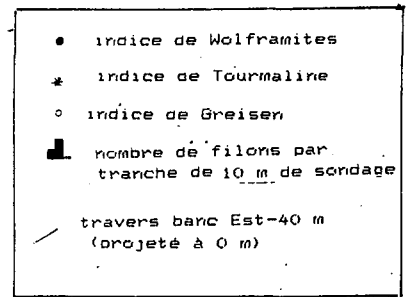 indice de Wolframites
indice de Tourmaline
indice de Greisen
nombre de filons par
tranche de 10 m de sondage
travers banc Est-40 m
(projeté à 0 m)